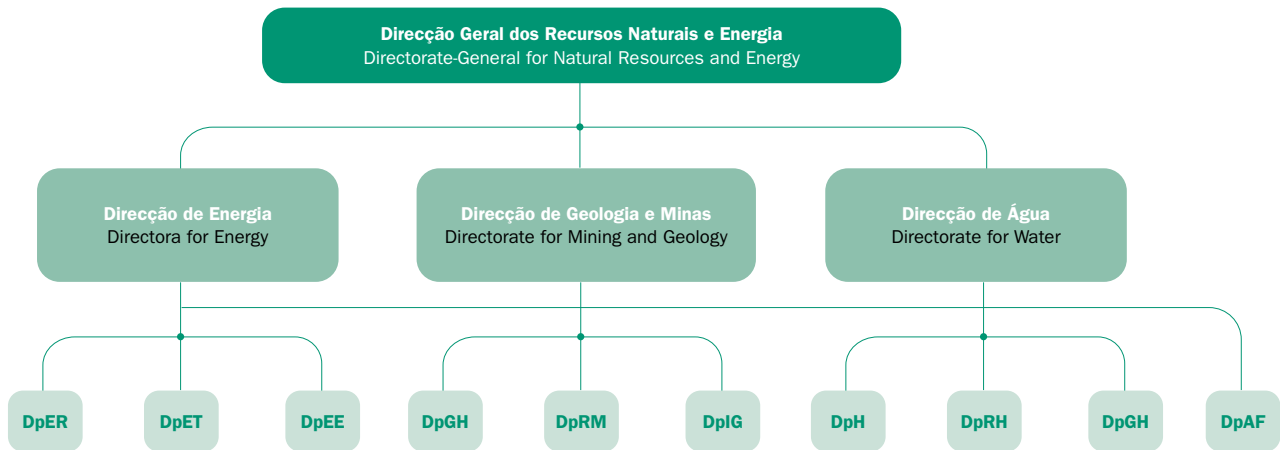 Direcção Geral dos Recursos Naturais e Energia
Directorate-General for Natural Resources and Energy
Direcção de Energia
Directora for Energy
Direcção de Geologia e Minas
Directorate for Mining and Geology
Direcção de Água
Directorate for Water
DpER
DpET
DpEE
DpGH
DpRM
DpIG
DpH
DpRH
DpGH
DpAF